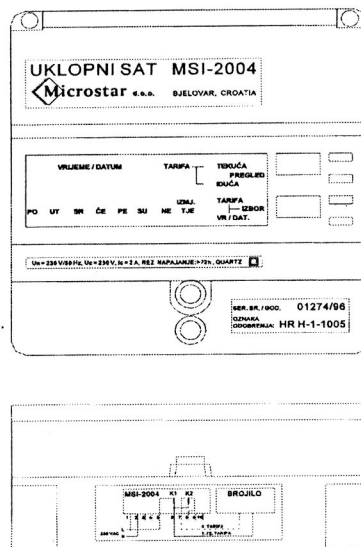 UKLOPNI SAT MSI-2004
Microstar d.o.o. BJELOVAR, CROATIA
VRIJEME / DATUM TARIFA TEKUĆA
PREGLED
IDUĆA
IZMJ. TARIFA
PO UT SR ČE PE SU NE TJE IZBOR
VR / DAT.
Un = 230 V/50 Hz, Uc = 250 V, Ic = 2 A, REZ NAPAJANJE:>72h, QUARTZ
SER. BR. / GOD. 01274/96
OZNAKA
ODOBRENJA: HR H-1-1005
MSI-2004 K1 K2 BROJILO
L
230 VAC N